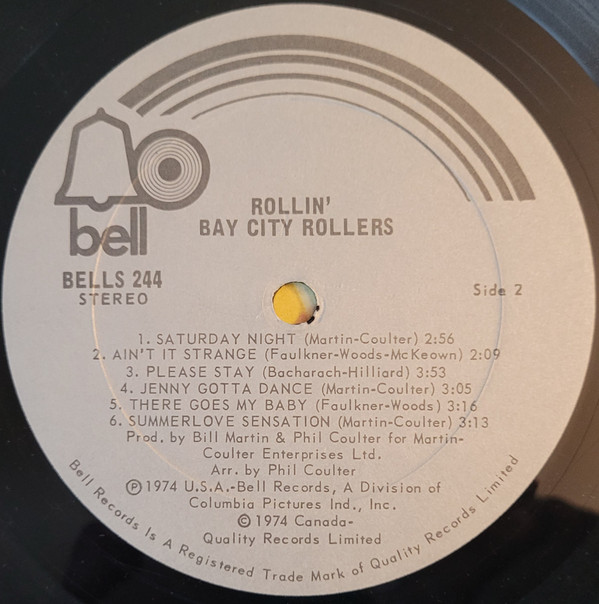 bell
ROLLIN'
BAY CITY ROLLERS
BELLS 244
STEREO
Side 2
1. SATURDAY NIGHT (Martin-Coulter) 2:56
2. AIN'T IT STRANGE (Faulkner-Woods-McKeown) 2:09
3. PLEASE STAY (Bacharach-Hilliard) 3:53
4. JENNY GOTTA DANCE (Martin-Coulter) 3:05
5. THERE GOES MY BABY (Faulkner-Woods) 3:16
6. SUMMERLOVE SENSATION (Martin-Coulter) 3:13
Prod. by Bill Martin & Phil Coulter for Martin-
Coulter Enterprises Ltd.
Arr. by Phil Coulter
℗ 1974 U.S.A.-Bell Records, A Division of
Columbia Pictures Ind., Inc.
© 1974 Canada-
Quality Records Limited
Bell Records Is A Registered Trade Mark of Quality Records Limited